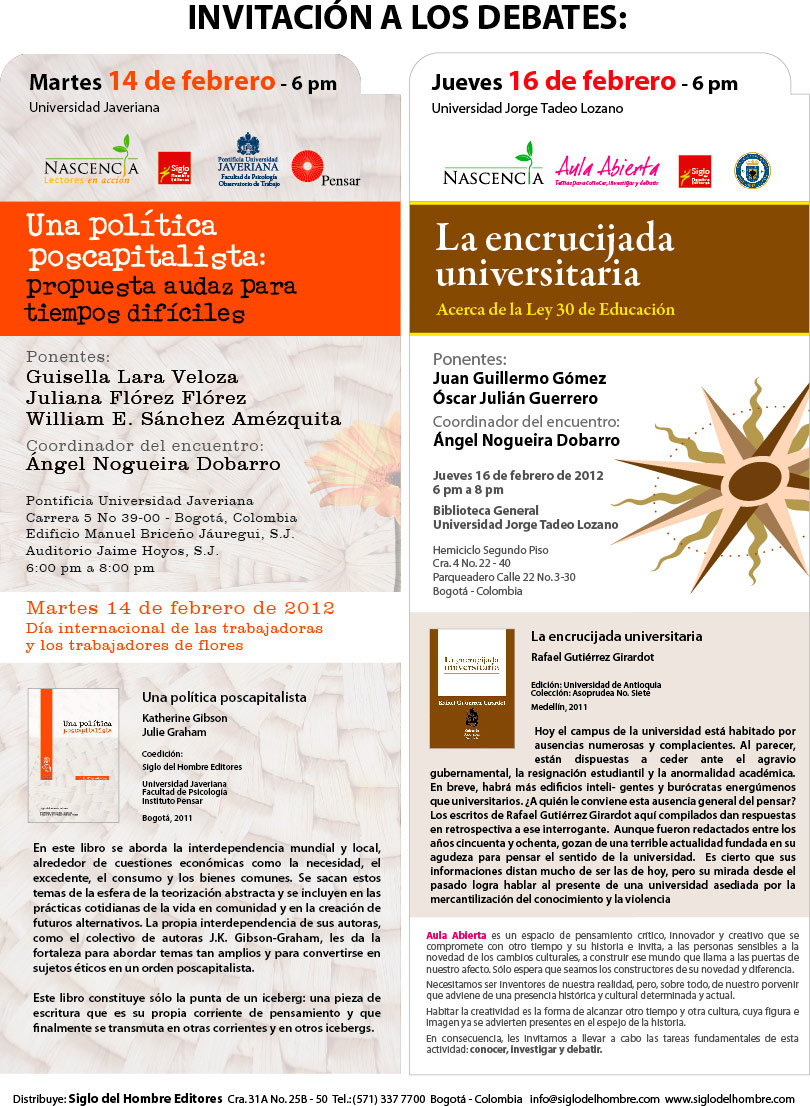 INVITACIÓN A LOS DEBATES:
Martes 14 de febrero - 6 pm
Universidad Javeriana
NASCENCIA
Lectores en acción
Siglo
del
Hombre
Editores
Pontificia Universidad
JAVERIANA
Facultad de Psicología
Observatorio de Trabajo
Pensar
Una política
poscapitalista:
propuesta audaz para
tiempos difíciles
Ponentes:
Guisella Lara Veloza
Juliana Flórez Flórez
William E. Sánchez Amézquita
Coordinador del encuentro:
Ángel Nogueira Dobarro
Pontificia Universidad Javeriana
Carrera 5 No 39-00 - Bogotá, Colombia
Edificio Manuel Briceño Jáuregui, S.J.
Auditorio Jaime Hoyos, S.J.
6:00 pm a 8:00 pm
Martes 14 de febrero de 2012
Día internacional de las trabajadoras
y los trabajadores de flores
Una política
poscapitalista
Una política poscapitalista
Katherine Gibson
Julie Graham
Coedición:
Siglo del Hombre Editores
Universidad Javeriana
Facultad de Psicología
Instituto Pensar
Bogotá, 2011
En este libro se aborda la interdependencia mundial y local,
alrededor de cuestiones económicas como la necesidad, el
excedente, el consumo y los bienes comunes. Se sacan estos
temas de la esfera de la teorización abstracta y se incluyen en las
prácticas cotidianas de la vida en comunidad y en la creación de
futuros alternativos. La propia interdependencia de sus autoras,
como el colectivo de autoras J.K. Gibson-Graham, les da la
fortaleza para abordar temas tan amplios y para convertirse en
sujetos éticos en un orden poscapitalista.
Este libro constituye sólo la punta de un iceberg: una pieza de
escritura que es su propia corriente de pensamiento y que
finalmente se transmuta en otras corrientes y en otros icebergs.
Jueves 16 de febrero - 6 pm
Universidad Jorge Tadeo Lozano
NASCENCIA
Aula Abierta
Temas para conocer, investigar y debatir
Siglo
del
Hombre
Editores
La encrucijada
universitaria
Acerca de la Ley 30 de Educación
Ponentes:
Juan Guillermo Gómez
Óscar Julián Guerrero
Coordinador del encuentro:
Ángel Nogueira Dobarro
Jueves 16 de febrero de 2012
6 pm a 8 pm
Biblioteca General
Universidad Jorge Tadeo Lozano
Hemiciclo Segundo Piso
Cra. 4 No. 22 - 40
Parqueadero Calle 22 No. 3-30
Bogotá - Colombia
La encrucijada
universitaria
Rafael Gutiérrez Girardot
La encrucijada universitaria
Rafael Gutiérrez Girardot
Edición: Universidad de Antioquia
Colección: Asoprudea No. Siete
Medellín, 2011
Hoy el campus de la universidad está habitado por
ausencias numerosas y complacientes. Al parecer,
están dispuestas a ceder ante el agravio
gubernamental, la resignación estudiantil y la anormalidad académica.
En breve, habrá más edificios inteli- gentes y burócratas energúmenos
que universitarios. ¿A quién le conviene esta ausencia general del pensar?
Los escritos de Rafael Gutiérrez Girardot aquí compilados dan respuestas
en retrospectiva a ese interrogante. Aunque fueron redactados entre los
años cincuenta y ochenta, gozan de una terrible actualidad fundada en su
agudeza para pensar el sentido de la universidad. Es cierto que sus
informaciones distan mucho de ser las de hoy, pero su mirada desde el
pasado logra hablar al presente de una universidad asediada por la
mercantilización del conocimiento y la violencia
Aula Abierta es un espacio de pensamiento crítico, innovador y creativo que se
compromete con otro tiempo y su historia e invita, a las personas sensibles a la
novedad de los cambios culturales, a construir ese mundo que llama a las puertas de
nuestro afecto. Sólo espera que seamos los constructores de su novedad y diferencia.
Necesitamos ser inventores de nuestra realidad, pero, sobre todo, de nuestro porvenir
que adviene de una presencia histórica y cultural determinada y actual.
Habitar la creatividad es la forma de alcanzar otro tiempo y otra cultura, cuya figura e
imagen ya se advierten presentes en el espejo de la historia.
En consecuencia, les invitamos a llevar a cabo las tareas fundamentales de esta
actividad: conocer, investigar y debatir.
Distribuye: Siglo del Hombre Editores Cra. 31A No. 25B - 50 Tel.: (571) 337 7700 Bogotá - Colombia info@siglodelhombre.com www.siglodelhombre.com